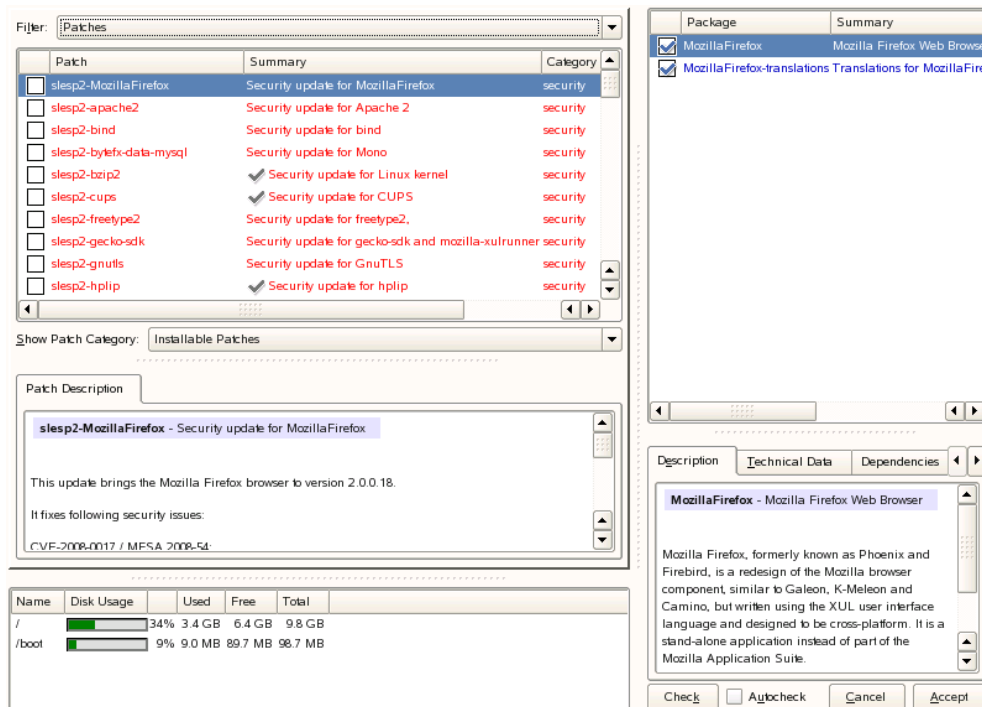 Filter: Patches
Patch Summary Category
slesp2-MozillaFirefox Security update for MozillaFirefox security
slesp2-apache2 Security update for Apache 2 security
slesp2-bind Security update for bind security
slesp2-bytefx-data-mysql Security update for Mono security
slesp2-bzip2 Security update for Linux kernel security
slesp2-cups Security update for CUPS security
slesp2-freetype2 Security update for freetype2, security
slesp2-gecko-sdk Security update for gecko-sdk and mozilla-xulrunner security
slesp2-gnutls Security update for GnuTLS security
slesp2-hplip Security update for hplip security
Show Patch Category: Installable Patches
Patch Description
slesp2-MozillaFirefox - Security update for MozillaFirefox
This update brings the Mozilla Firefox browser to version 2.0.0.18.
It fixes following security issues:
CVE-2008-0017 / MFSA 2008-54:
Name Disk Usage Used Free Total
/ 34% 3.4 GB 6.4 GB 9.8 GB
/boot 9% 9.0 MB 89.7 MB 98.7 MB
Package Summary
MozillaFirefox Mozilla Firefox Web Browse
MozillaFirefox-translations Translations for MozillaFire
Description Technical Data Dependencies
MozillaFirefox - Mozilla Firefox Web Browser
Mozilla Firefox, formerly known as Phoenix and
Firebird, is a redesign of the Mozilla browser
component, similar to Galeon, K-Meleon and
Camino, but written using the XUL user interface
language and designed to be cross-platform. It is a
stand-alone application instead of part of the
Mozilla Application Suite.
Check Autocheck Cancel Accept